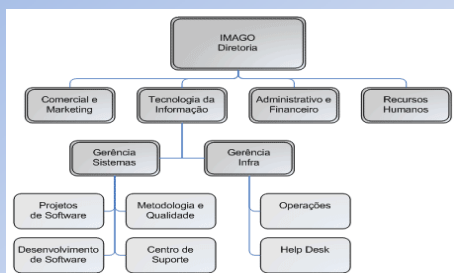 IMAGO
Diretoria
Comercial e
Marketing
Tecnologia da
Informação
Administrativo e
Financeiro
Recursos
Humanos
Gerência
Sistemas
Gerência
Infra
Projetos
de Software
Metodologia e
Qualidade
Operações
Desenvolvimento
de Software
Centro de
Suporte
Help Desk